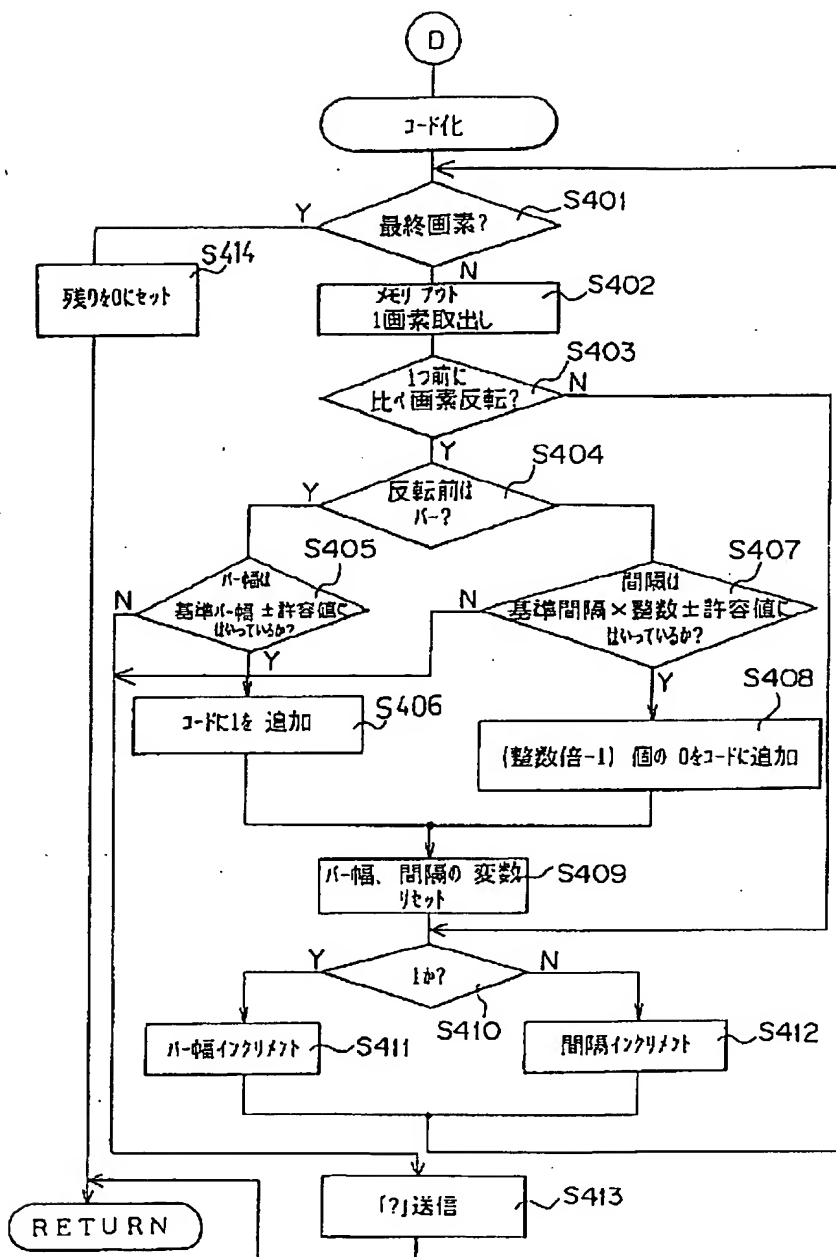 D
コード化
S401
Y
最終画素?
N
S414
残りを0にセット
S402
メモリ アウト
1画素取出し
S403
1つ前に
比べ画素反転?
N
Y
S404
反転前は
バー?
Y
S405
バー幅は
基準バー幅 ± 許容値に
はいっているか?
N
Y
S407
間隔は
基準間隔 × 整数 ± 許容値に
はいっているか?
N
Y
S406
コードに1を 追加
S408
(整数倍-1) 個の 0をコードに追加
バー幅、間隔の 変数
リセット
S409
Y
1か?
N
S410
バー幅インクリメント
S411
間隔インクリメント
S412
「?」送信
S413
RETURN